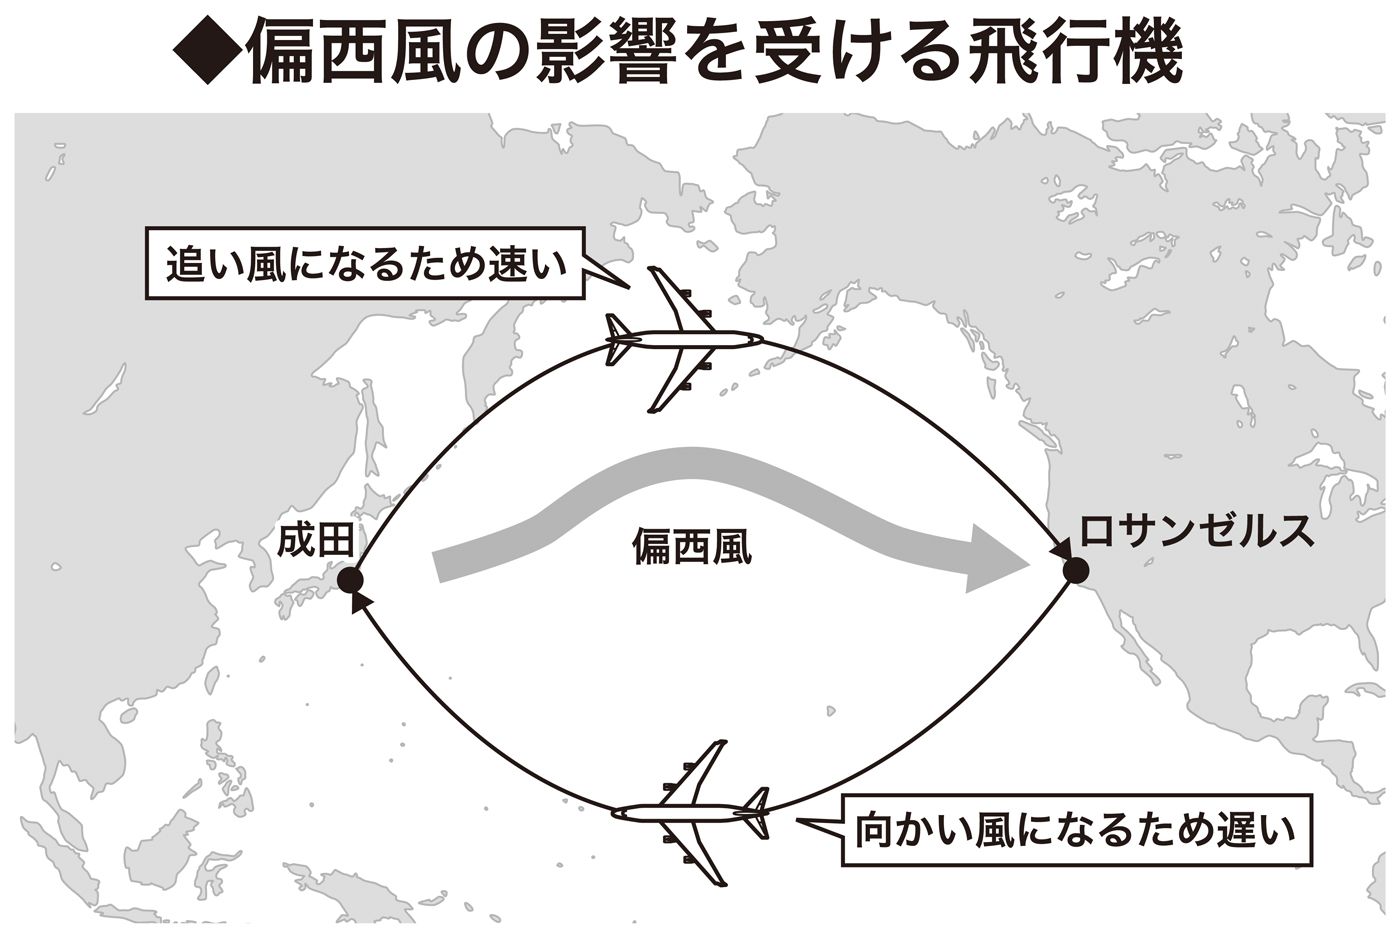 ◆偏西風の影響を受ける飛行機
追い風になるため速い
成田
偏西風
ロサンゼルス
向かい風になるため遅い